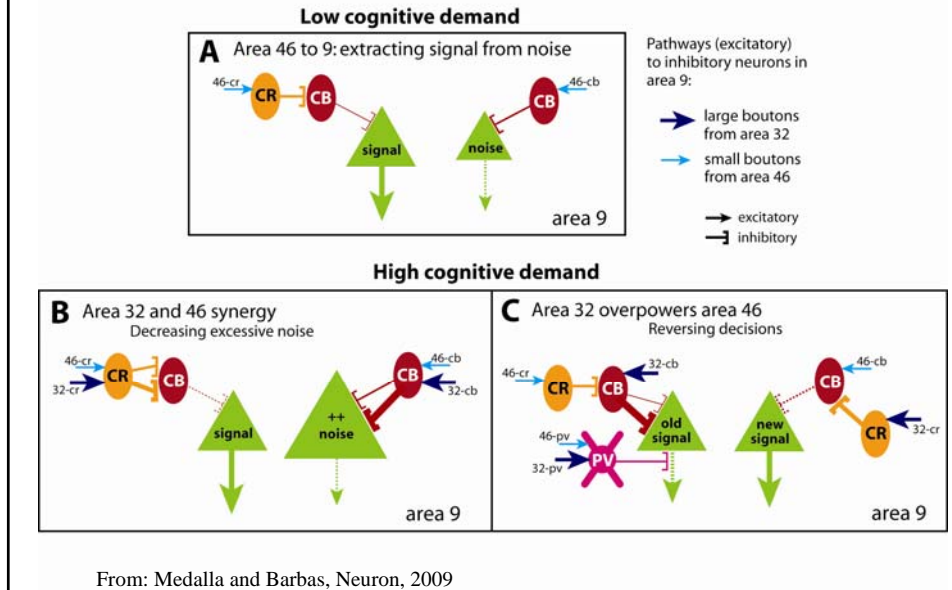 Low cognitive demand
A Area 46 to 9: extracting signal from noise
46-cr
CR
CB
signal
46-cb
CB
noise
area 9
Pathways (excitatory)
to inhibitory neurons in
area 9:
large boutons
from area 32
small boutons
from area 46
excitatory
inhibitory
High cognitive demand
B Area 32 and 46 synergy
Decreasing excessive noise
46-cr
32-cr
CR
CB
signal
46-cb
CB
32-cb
++
noise
area 9
C Area 32 overpowers area 46
Reversing decisions
46-cr
CR
CB
32-cb
46-pv
32-pv
PV
old
signal
46-cb
CB
new
signal
CR
32-cr
area 9
From: Medalla and Barbas, Neuron, 2009